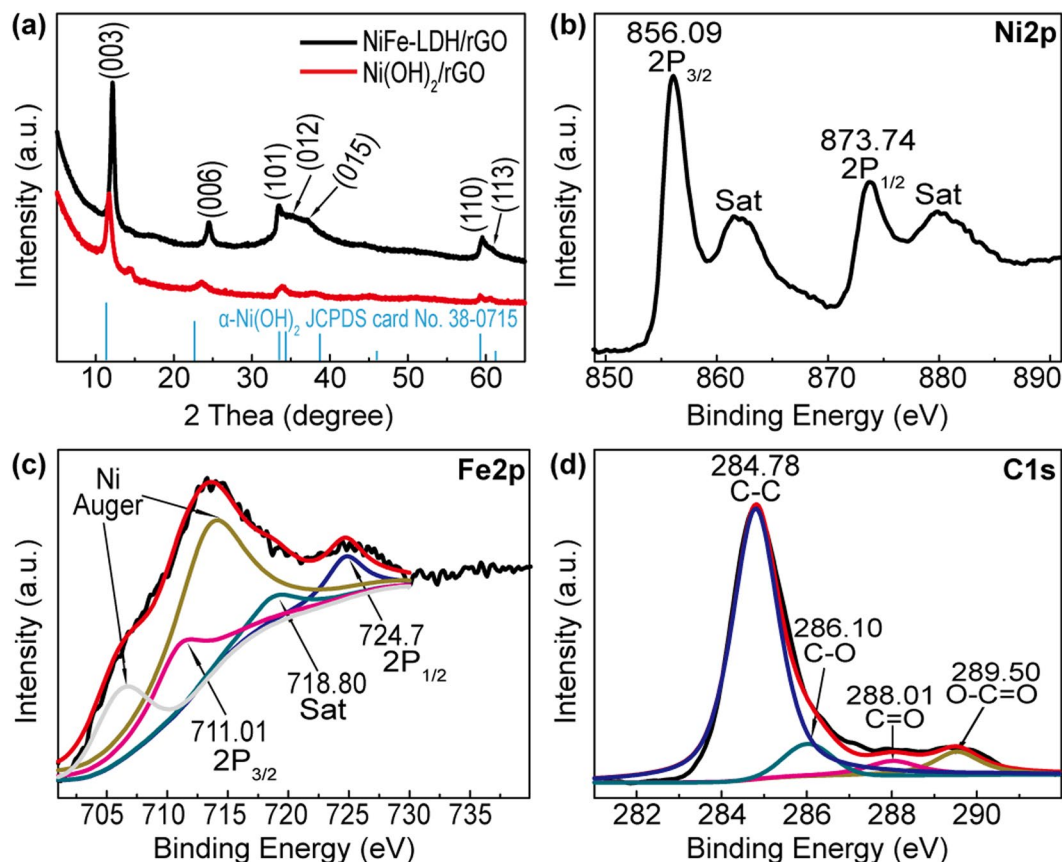 (a)
NiFe-LDH/rGO
Ni(OH)₂/rGO
(003)
(006)
(101)
(012)
(015)
(110)
(113)
α-Ni(OH)₂ JCPDS card No. 38-0715
Intensity (a.u.)
10 20 30 40 50 60
2 Thea (degree)
(b)
Ni2p
856.09
2P₃/₂
Sat
873.74
2P₁/₂
Sat
Intensity (a.u.)
850 860 870 880 890
Binding Energy (eV)
(c)
Fe2p
Ni
Auger
711.01
2P₃/₂
718.80
Sat
724.7
2P₁/₂
Intensity (a.u.)
705 710 715 720 725 730 735
Binding Energy (eV)
(d)
C1s
284.78
C-C
286.10
C-O
288.01
C=O
289.50
O-C=O
Intensity (a.u.)
282 284 286 288 290
Binding Energy (eV)